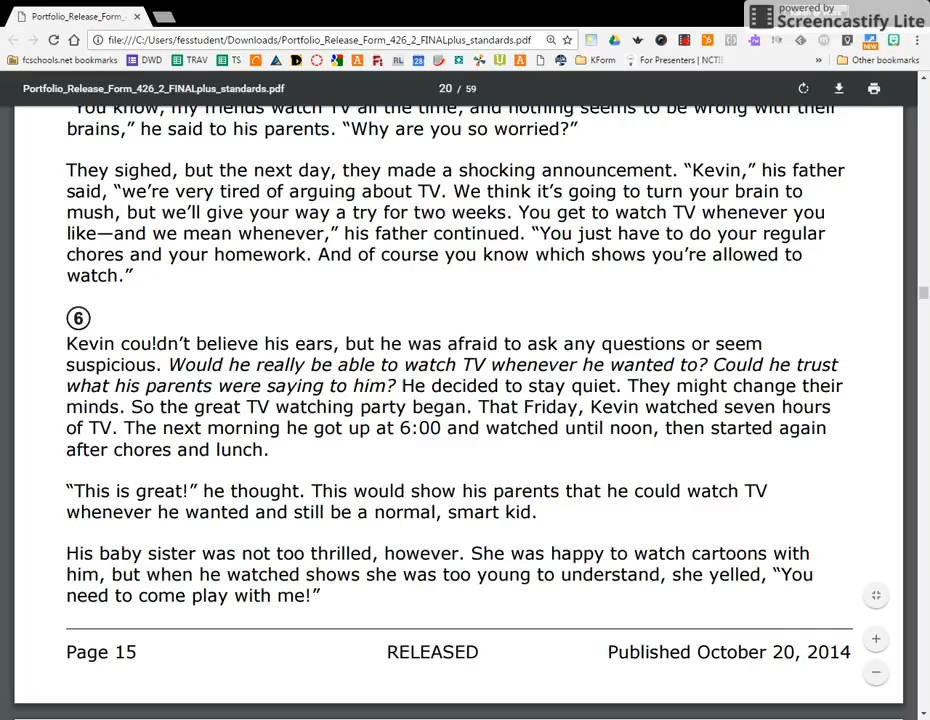 Portfolio_Release_Form_
powered by
Screencastify Lite
file:///C:/Users/fesstudent/Downloads/Portfolio_Release_Form_426_2_FINALplus_standards.pdf
fcschools.net bookmarks DWD TRAV TS KForm For Presenters | NCTI » Other bookmarks
Portfolio_Release_Form_426_2_FINALplus_standards.pdf 20 / 59
"You know, my friends watch TV all the time, and nothing seems to be wrong with their
brains,” he said to his parents. “Why are you so worried?”
They sighed, but the next day, they made a shocking announcement. “Kevin,” his father
said, “we’re very tired of arguing about TV. We think it’s going to turn your brain to
mush, but we’ll give your way a try for two weeks. You get to watch TV whenever you
like—and we mean whenever,” his father continued. “You just have to do your regular
chores and your homework. And of course you know which shows you’re allowed to
watch.”
6
Kevin couldn’t believe his ears, but he was afraid to ask any questions or seem
suspicious. Would he really be able to watch TV whenever he wanted to? Could he trust
what his parents were saying to him? He decided to stay quiet. They might change their
minds. So the great TV watching party began. That Friday, Kevin watched seven hours
of TV. The next morning he got up at 6:00 and watched until noon, then started again
after chores and lunch.
“This is great!” he thought. This would show his parents that he could watch TV
whenever he wanted and still be a normal, smart kid.
His baby sister was not too thrilled, however. She was happy to watch cartoons with
him, but when he watched shows she was too young to understand, she yelled, “You
need to come play with me!”
Page 15 RELEASED Published October 20, 2014